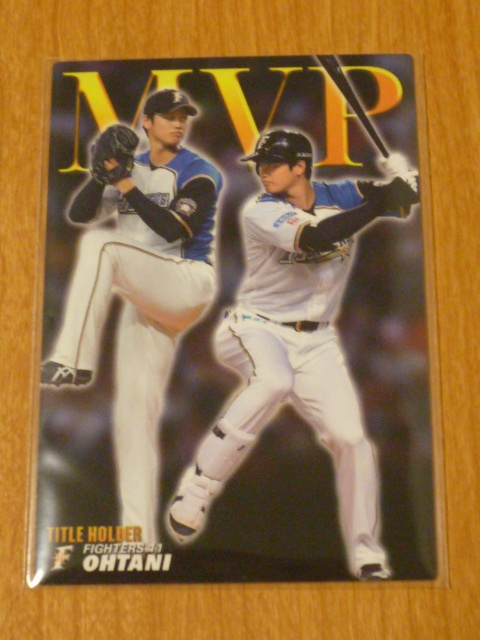 MVP
TITLE HOLDER
F FIGHTERS 11
OHTANI